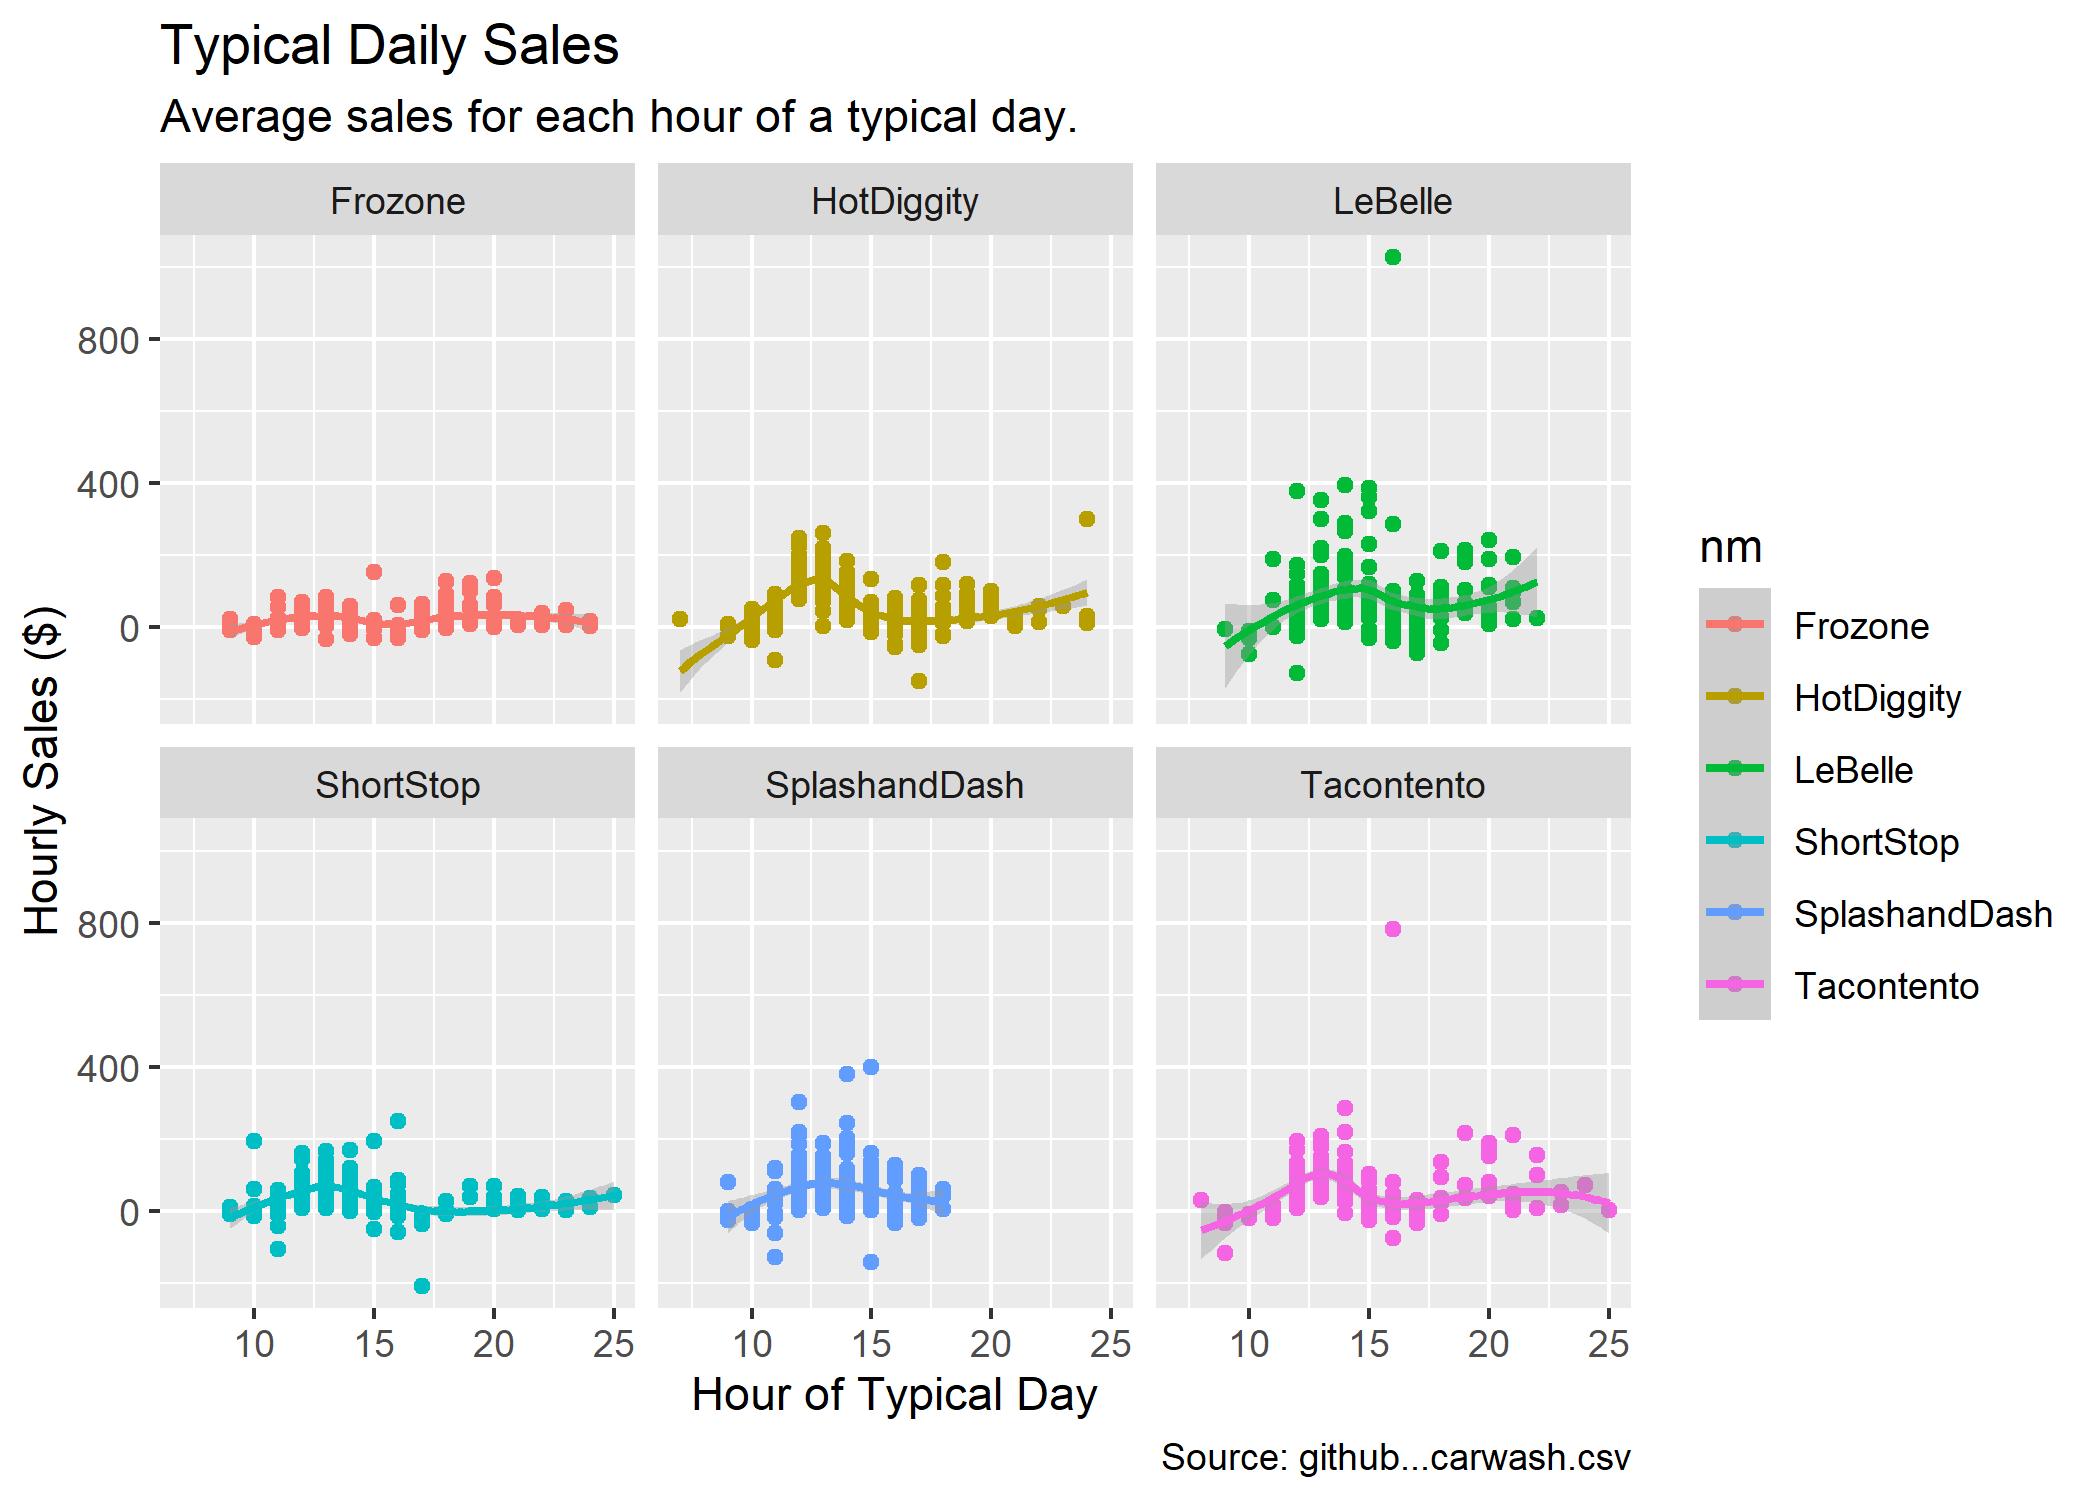 Typical Daily Sales
Average sales for each hour of a typical day.
Frozone
HotDiggity
LeBelle
800
400
0
ShortStop
SplashandDash
Tacontento
800
400
0
10 15 20 25
10 15 20 25
10 15 20 25
Hour of Typical Day
Hourly Sales ($)
nm
Frozone
HotDiggity
LeBelle
ShortStop
SplashandDash
Tacontento
Source: github...carwash.csv